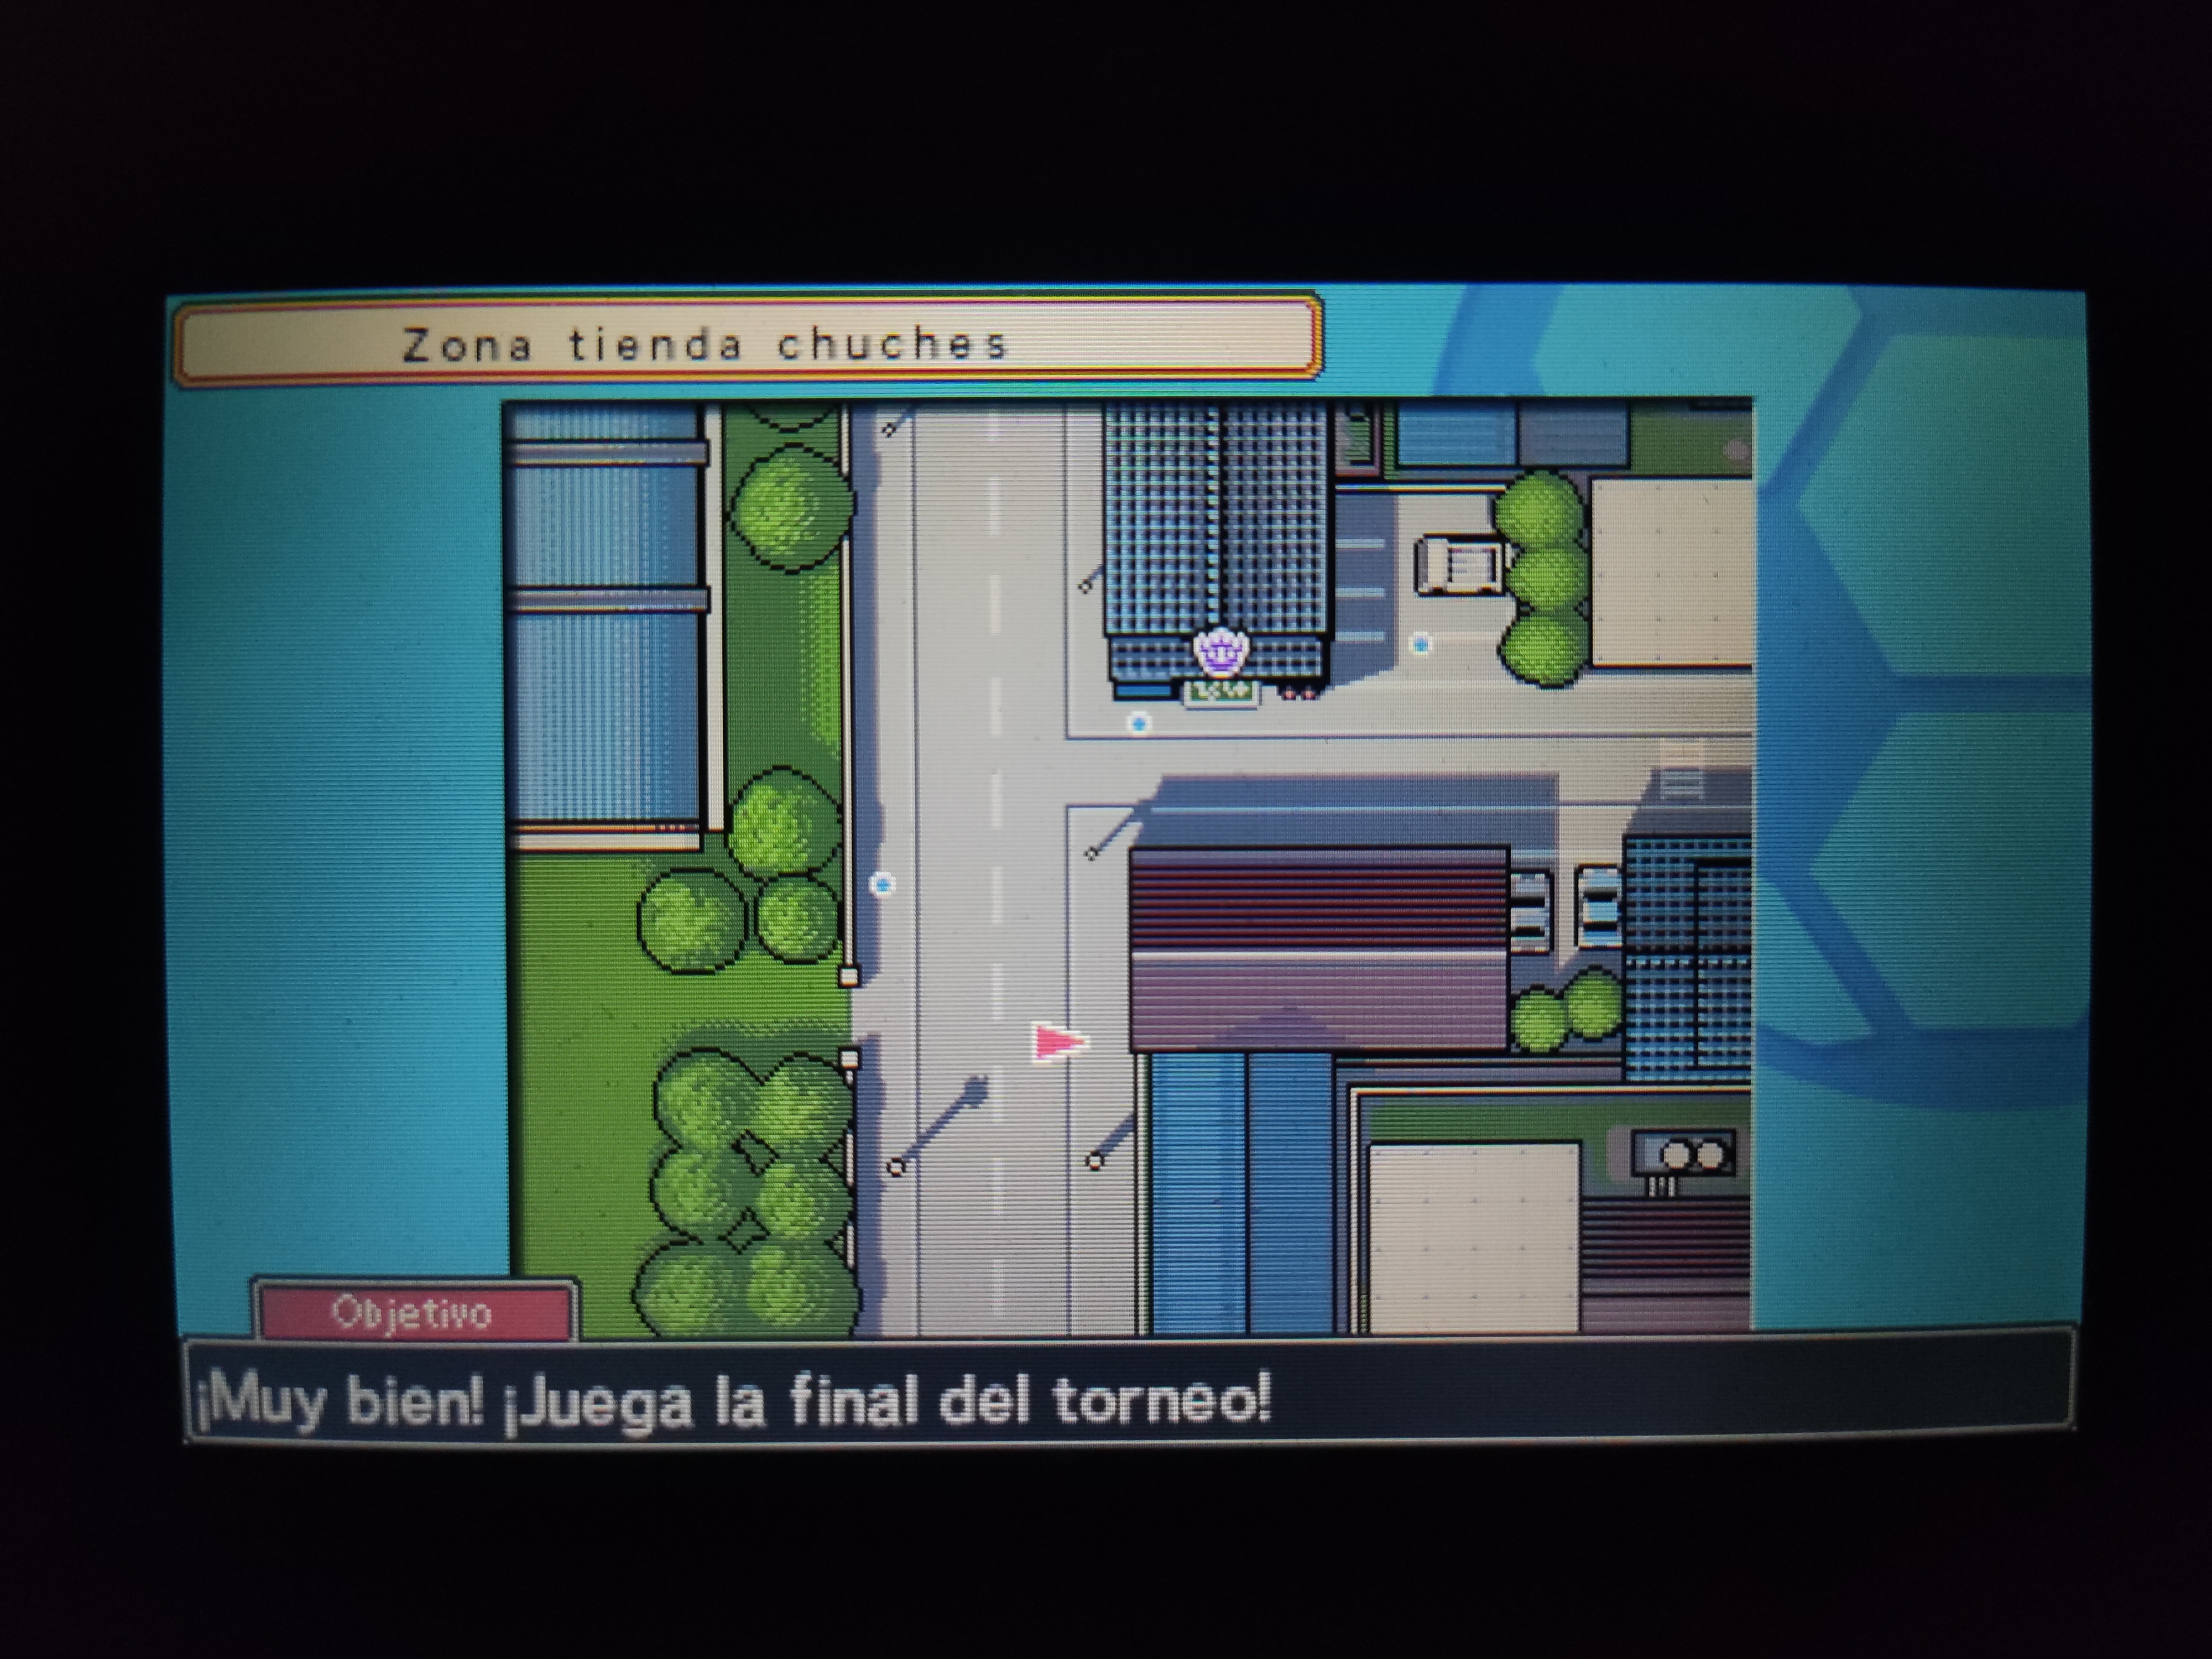 Zona tienda chuches
Objetivo
¡Muy bien! ¡Juega la final del torneo!